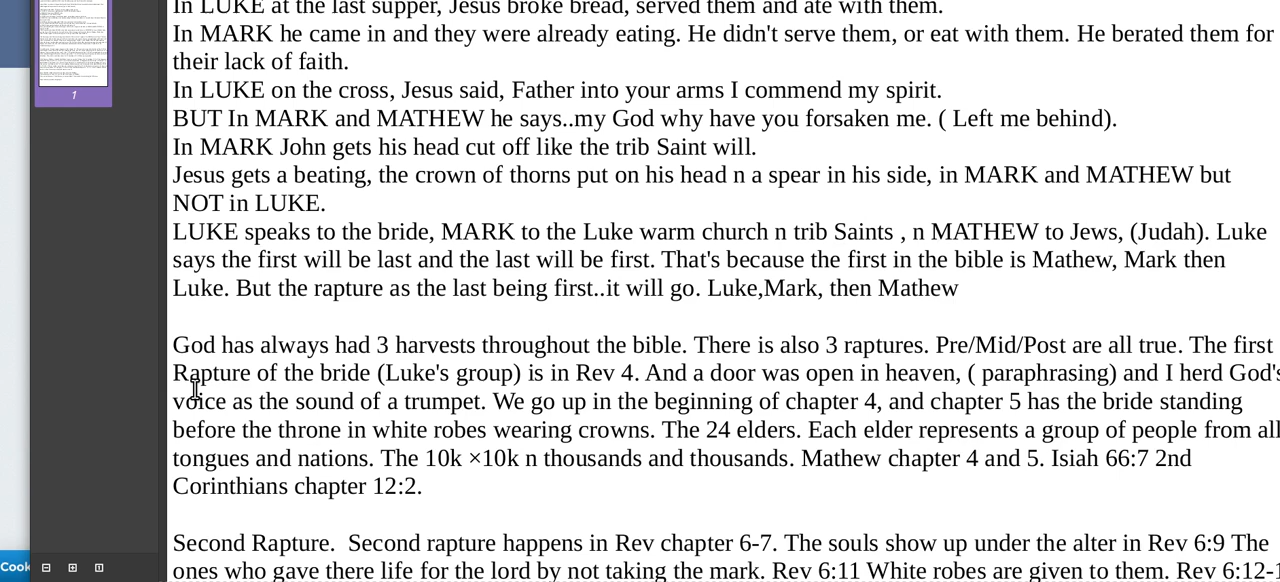 In LUKE at the last supper, Jesus broke bread, served them and ate with them.
In MARK he came in and they were already eating. He didn't serve them, or eat with them. He berated them for
their lack of faith.
In LUKE on the cross, Jesus said, Father into your arms I commend my spirit.
BUT In MARK and MATHEW he says..my God why have you forsaken me. ( Left me behind).
In MARK John gets his head cut off like the trib Saint will.
Jesus gets a beating, the crown of thorns put on his head n a spear in his side, in MARK and MATHEW but
NOT in LUKE.
LUKE speaks to the bride, MARK to the Luke warm church n trib Saints , n MATHEW to Jews, (Judah). Luke
says the first will be last and the last will be first. That's because the first in the bible is Mathew, Mark then
Luke. But the rapture as the last being first..it will go. Luke,Mark, then Mathew
God has always had 3 harvests throughout the bible. There is also 3 raptures. Pre/Mid/Post are all true. The first
Rapture of the bride (Luke's group) is in Rev 4. And a door was open in heaven, ( paraphrasing) and I herd God's
voice as the sound of a trumpet. We go up in the beginning of chapter 4, and chapter 5 has the bride standing
before the throne in white robes wearing crowns. The 24 elders. Each elder represents a group of people from all
tongues and nations. The 10k ×10k n thousands and thousands. Mathew chapter 4 and 5. Isiah 66:7 2nd
Corinthians chapter 12:2.
Second Rapture.  Second rapture happens in Rev chapter 6-7. The souls show up under the alter in Rev 6:9 The
ones who gave there life for the lord by not taking the mark. Rev 6:11 White robes are given to them. Rev 6:12-1
1
Cook